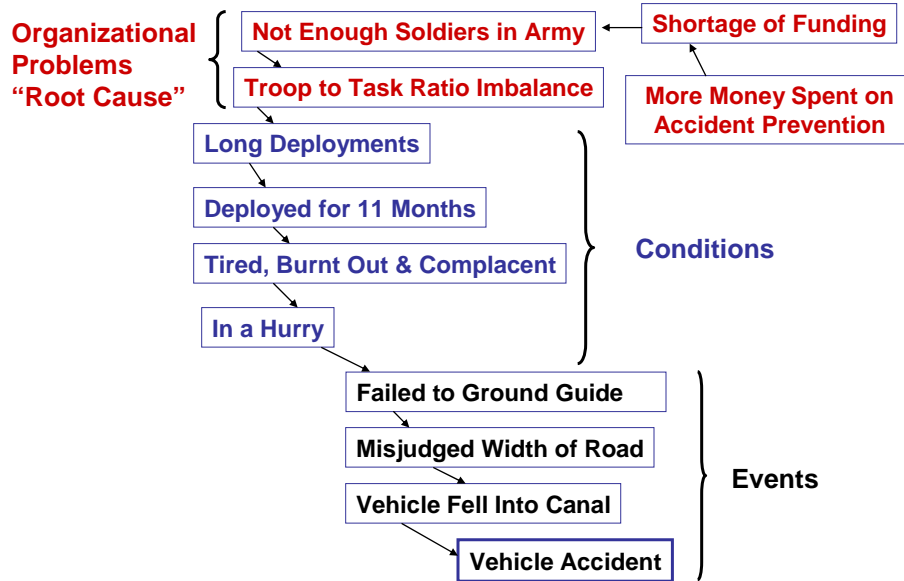 Organizational
Problems
“Root Cause”
Not Enough Soldiers in Army
Shortage of Funding
Troop to Task Ratio Imbalance
More Money Spent on
Accident Prevention
Long Deployments
Deployed for 11 Months
Tired, Burnt Out & Complacent
In a Hurry
Conditions
Failed to Ground Guide
Misjudged Width of Road
Vehicle Fell Into Canal
Vehicle Accident
Events